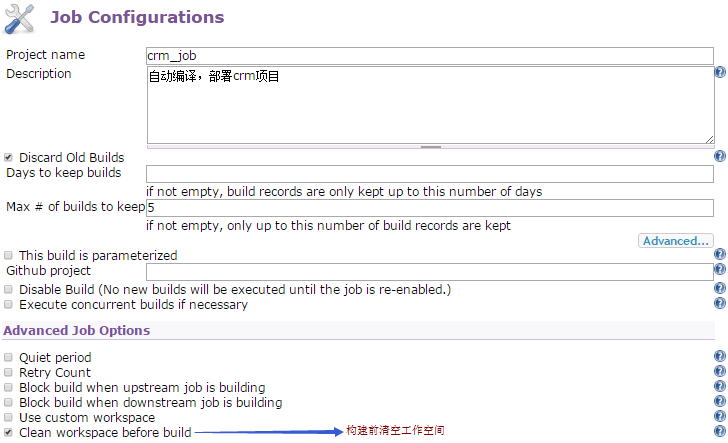 Job Configurations
Project name
crm_job
Description
自动编译，部署crm项目
Discard Old Builds
Days to keep builds
if not empty, build records are only kept up to this number of days
Max # of builds to keep 5
if not empty, only up to this number of build records are kept
Advanced...
This build is parameterized
Github project
Disable Build (No new builds will be executed until the job is re-enabled.)
Execute concurrent builds if necessary
Advanced Job Options
Quiet period
Retry Count
Block build when upstream job is building
Block build when downstream job is building
Use custom workspace
Clean workspace before build 构建前清空工作空间